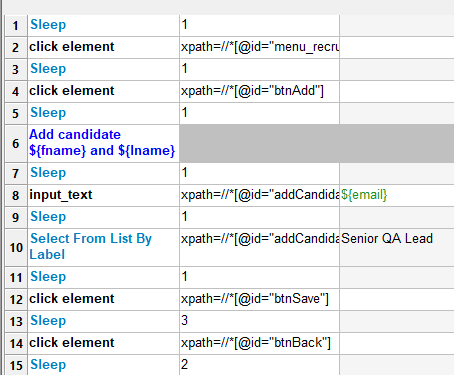 1 Sleep 1
2 click element xpath=//*[@id="menu_recru
3 Sleep 1
4 click element xpath=//*[@id="btnAdd"]
5 Sleep 1
6 Add candidate
${fname} and ${lname}
7 Sleep 1
8 input_text xpath=//*[@id="addCandida ${email}
9 Sleep 1
10 Select From List By xpath=//*[@id="addCandida Senior QA Lead
Label
11 Sleep 1
12 click element xpath=//*[@id="btnSave"]
13 Sleep 3
14 click element xpath=//*[@id="btnBack"]
15 Sleep 2